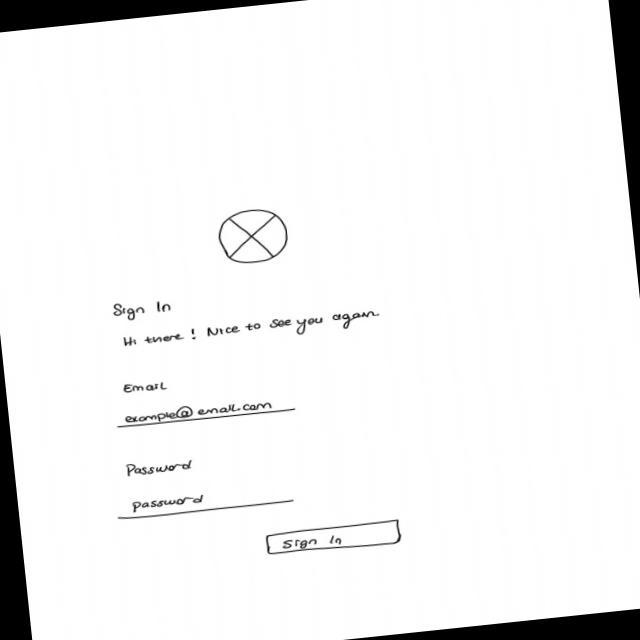 Sign In
Hi there! Nice to see you again.
Email
example@email.com
Password
password
Sign In